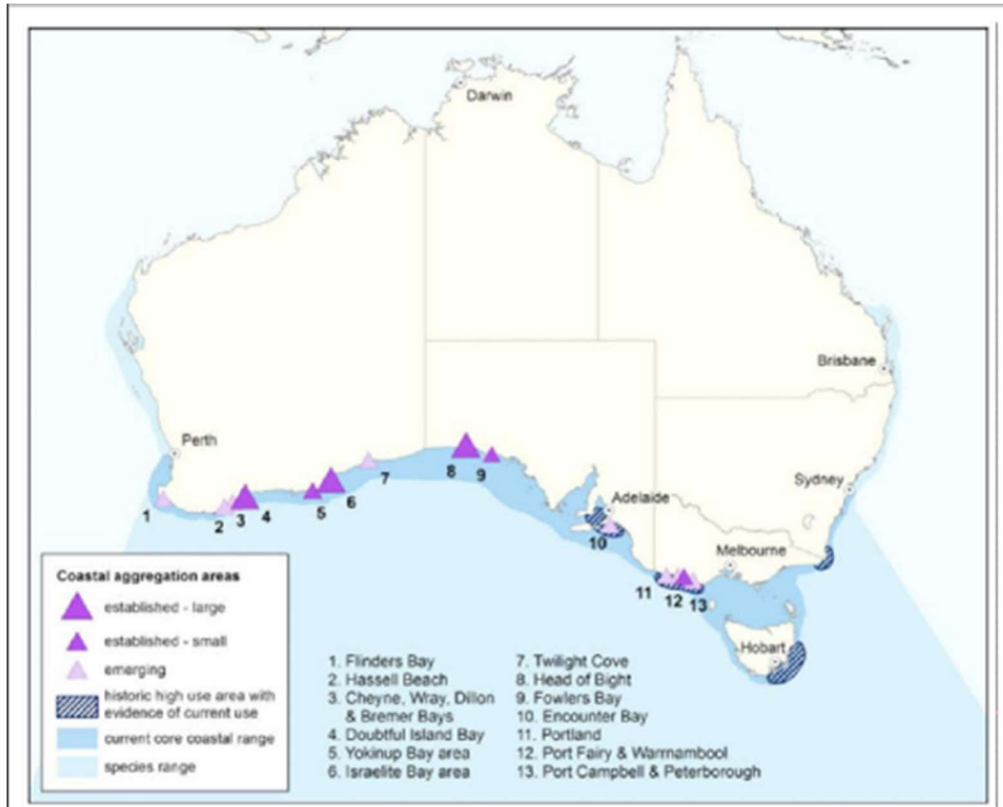 Darwin
Brisbane
Perth
Sydney
Adelaide
Melbourne
Hobart
1
2
3
4
5
6
7
8
9
10
11
12
13
Coastal aggregation areas
established - large
established - small
emerging
historic high use area with
evidence of current use
current core coastal range
species range
1. Flinders Bay
2. Hassell Beach
3. Cheyne, Wray, Dillon
& Bremer Bays
4. Doubtful Island Bay
5. Yokinup Bay area
6. Israelite Bay area
7. Twilight Cove
8. Head of Bight
9. Fowlers Bay
10. Encounter Bay
11. Portland
12. Port Fairy & Warrnambool
13. Port Campbell & Peterborough